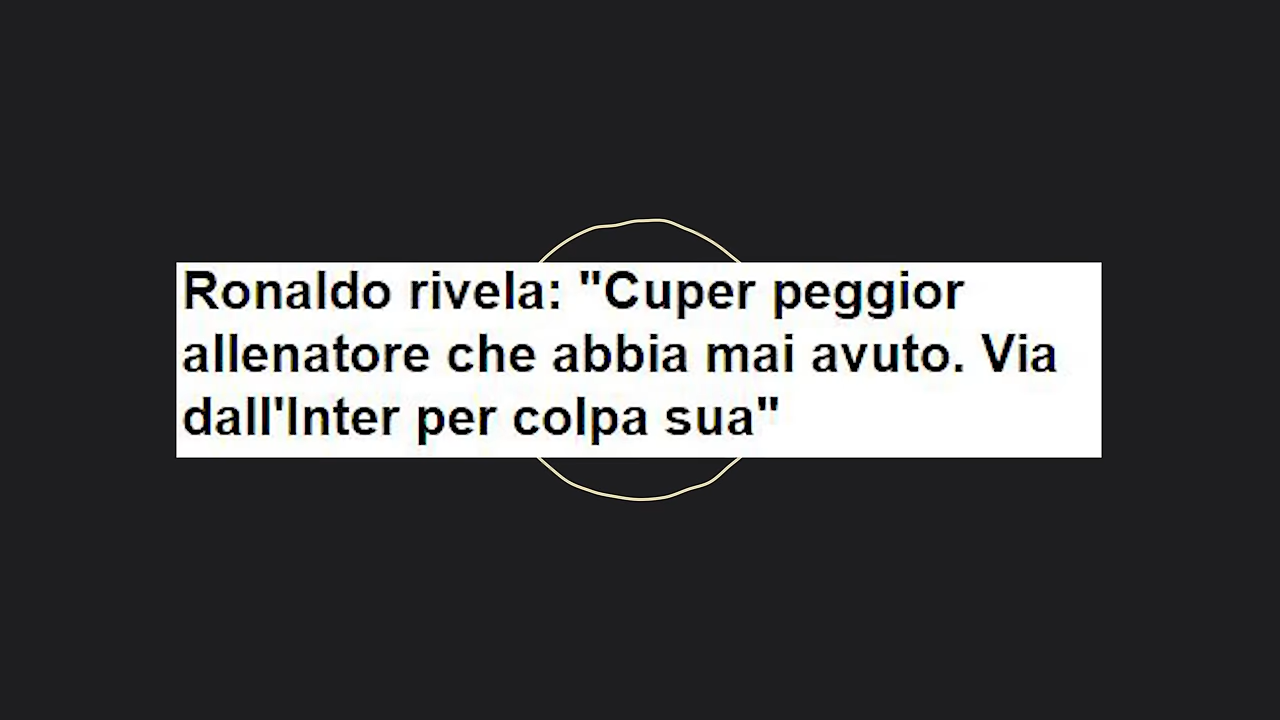 Ronaldo rivela: "Cuper peggior
allenatore che abbia mai avuto. Via
dall'Inter per colpa sua"